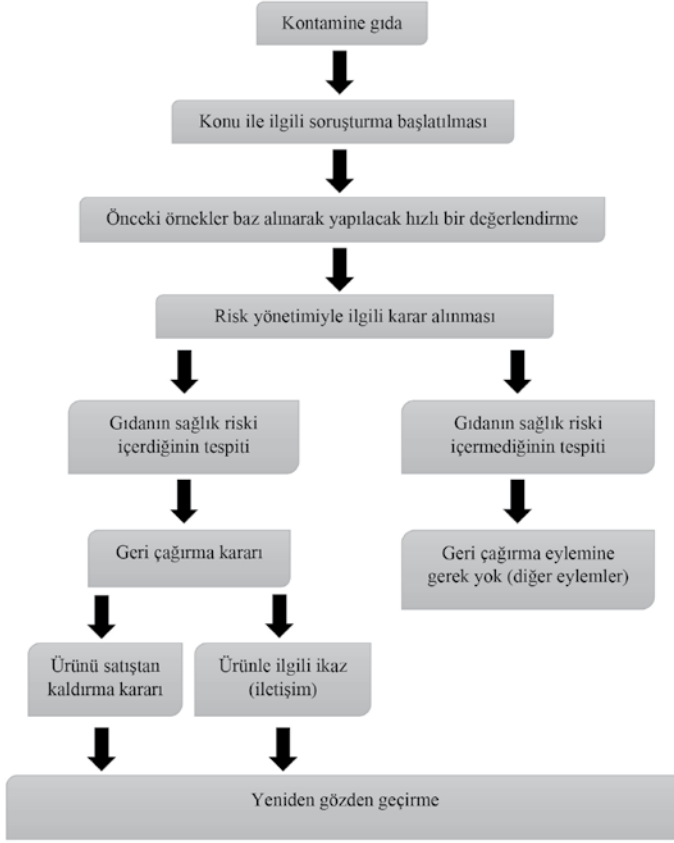 Kontamine gıda
Konu ile ilgili soruşturma başlatılması
Önceki örnekler baz alınarak yapılacak hızlı bir değerlendirme
Risk yönetimiyle ilgili karar alınması
Gıdanın sağlık riski
içerdiğinin tespiti
Gıdanın sağlık riski
içermediğinin tespiti
Geri çağırma kararı
Geri çağırma eylemine
gerek yok (diğer eylemler)
Ürünü satıştan
kaldırma kararı
Ürünle ilgili ikaz
(iletişim)
Yeniden gözden geçirme